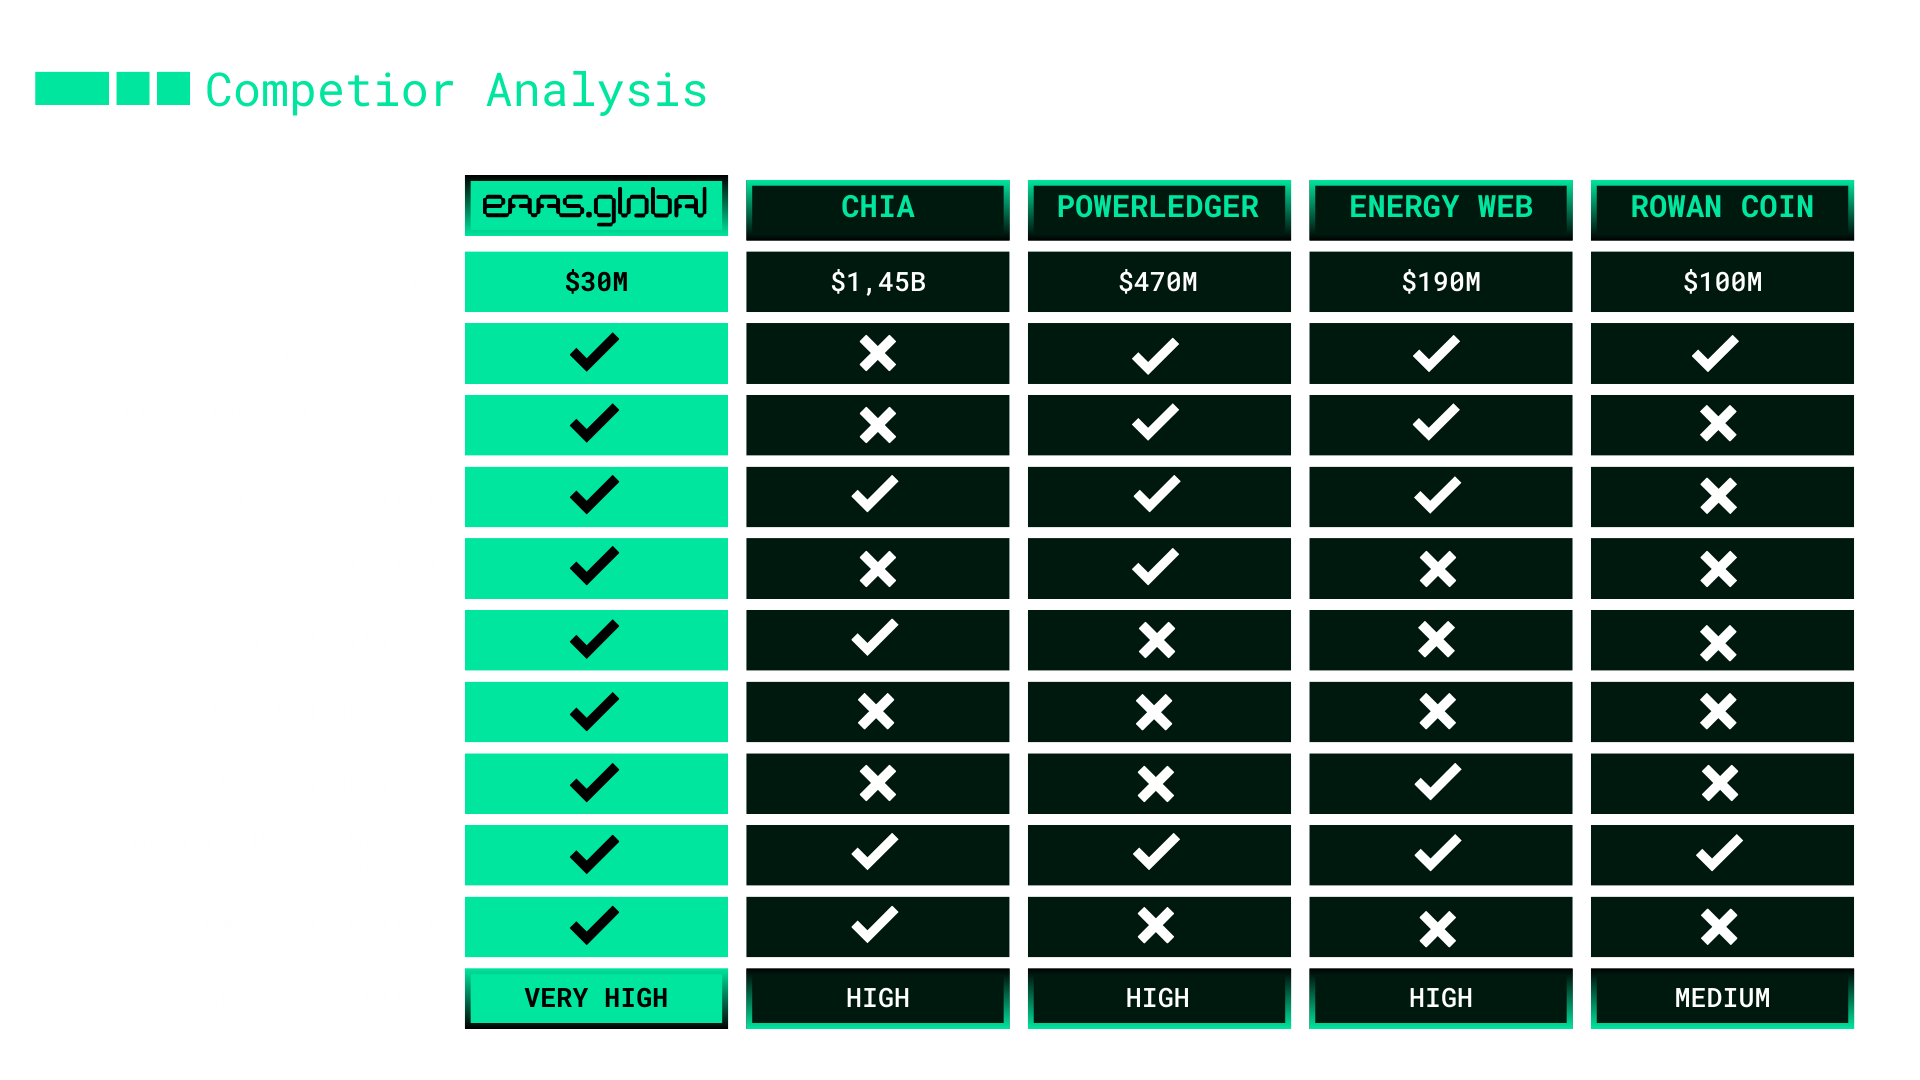 Competior Analysis
eaas.global CHIA POWERLEDGER ENERGY WEB ROWAN COIN
$30M $1,45B $470M $190M $100M
VERY HIGH HIGH HIGH HIGH MEDIUM